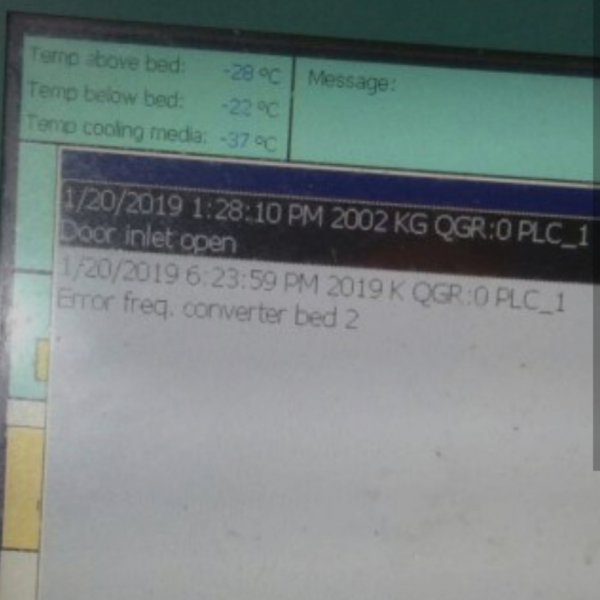 Temp above bed: -28 °C
Temp below bed: -22 °C
Temp cooling media: -37 °C
Message:
1/20/2019 1:28:10 PM 2002 KG QGR:0 PLC_1
Door inlet open
1/20/2019 6:23:59 PM 2019 K QGR:0 PLC_1
Error freq. converter bed 2